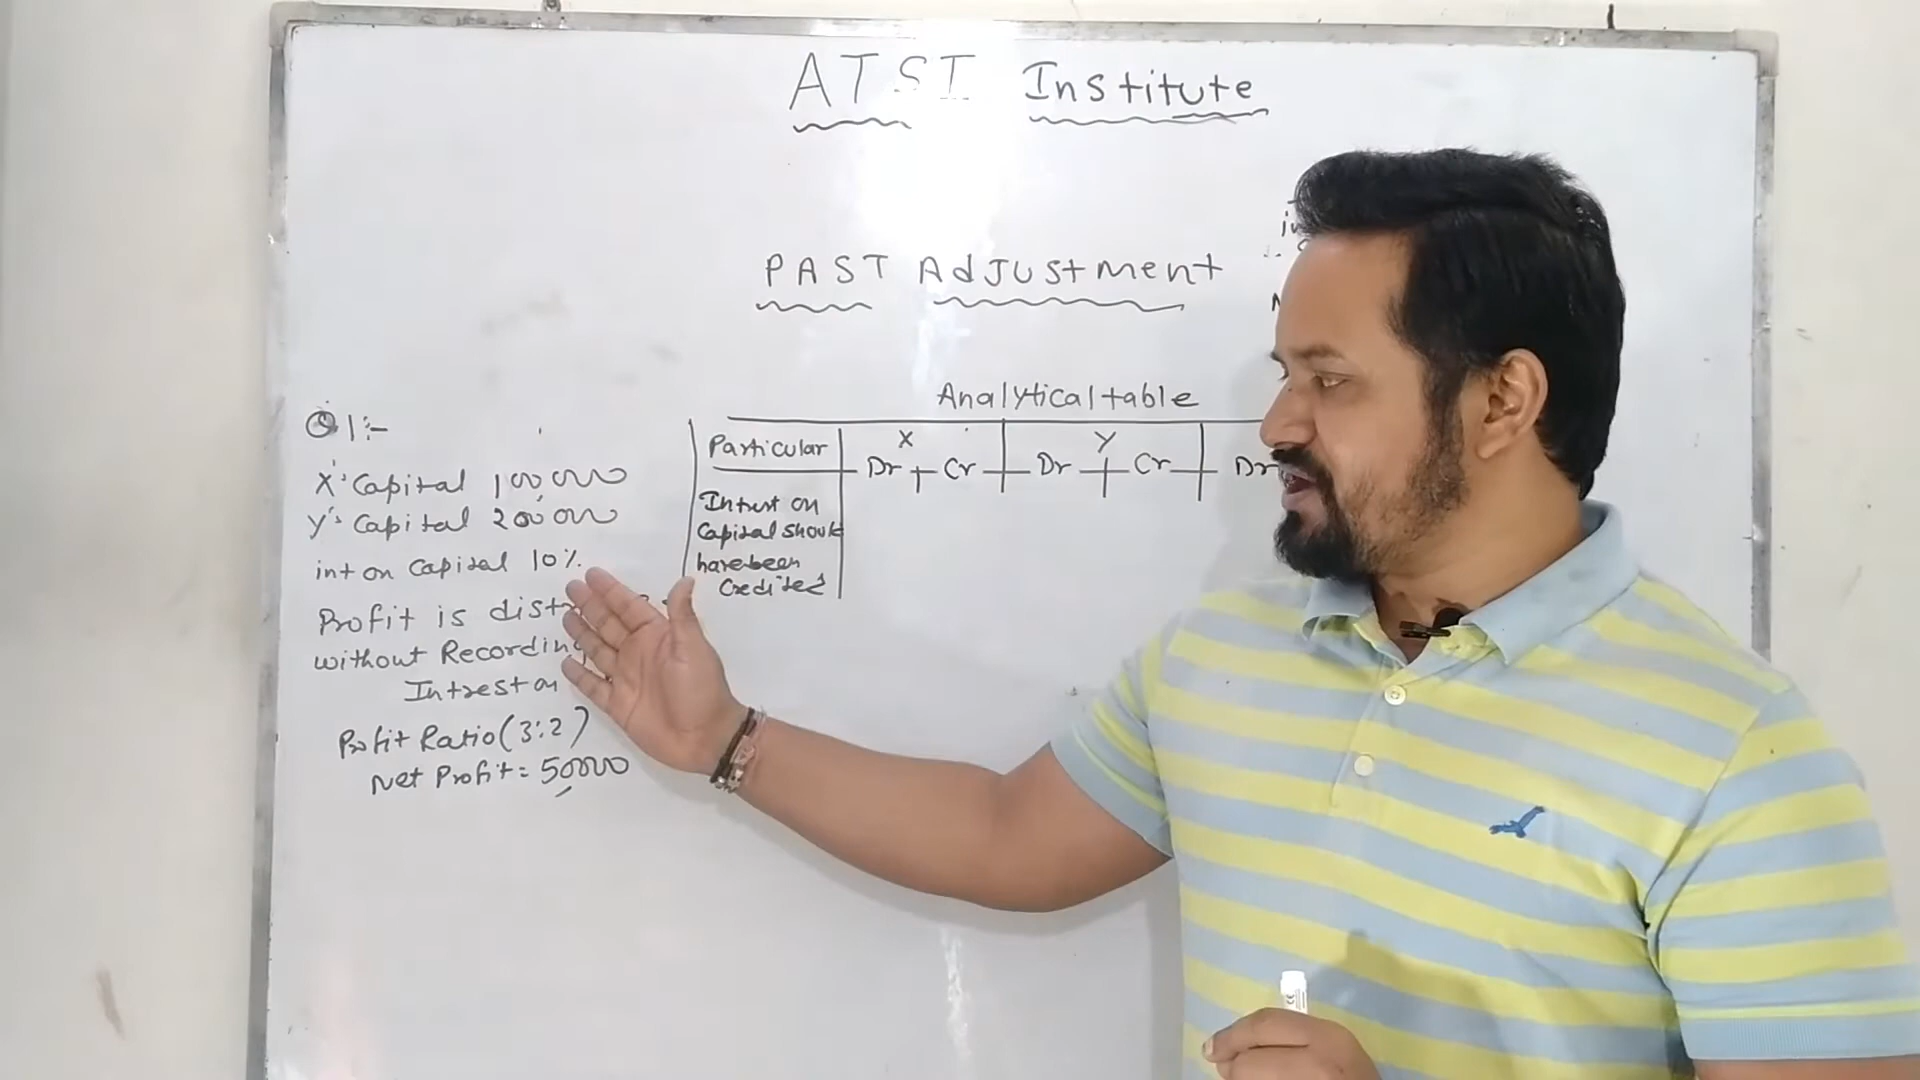 ATSI Institute
PAST AdJUStment
Q1:-
X's Capital 100,000
Y's Capital 200,000
int on Capital 10%
Profit is
without Recording
Intrest on
Profit Ratio (3:2)
Net Profit = 50000
Analytical table
Particular X Y
Dr Cr Dr Cr Dr
Intrest on
Capital should
have been
Credited